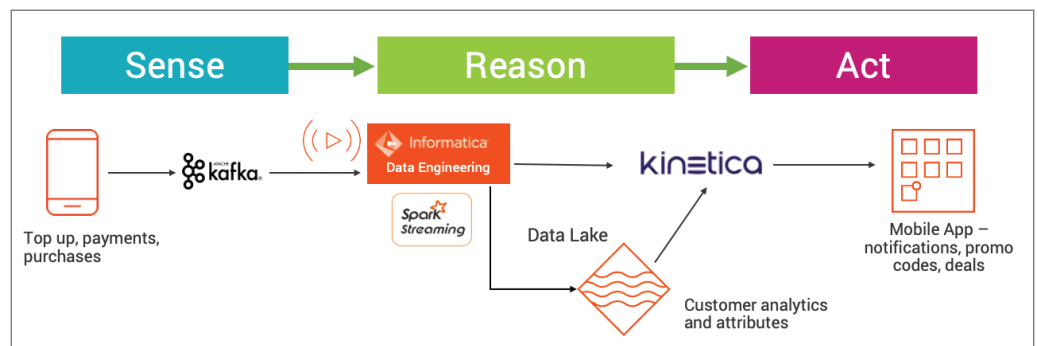 Sense
Reason
Act
Informatica
Data Engineering
APACHE
kafka
Spark
Streaming
kinetica
Top up, payments,
purchases
Data Lake
Customer analytics
and attributes
Mobile App –
notifications, promo
codes, deals